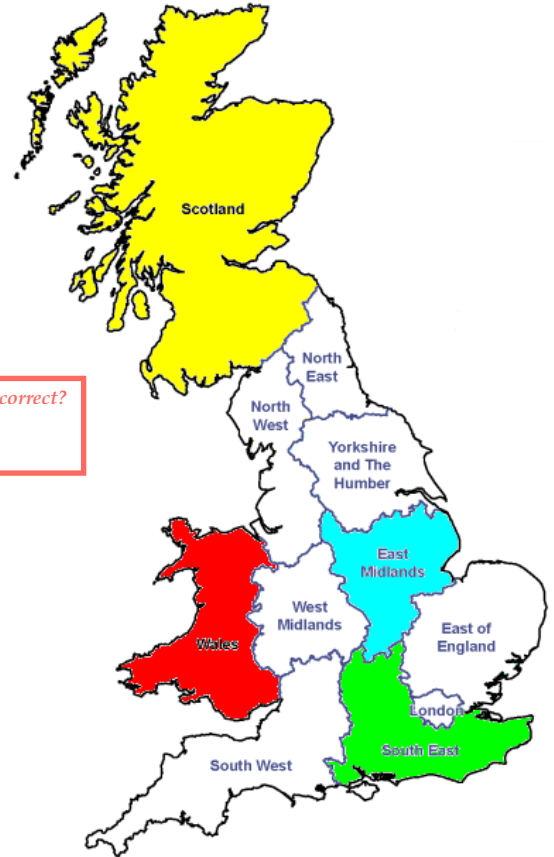 Scotland
North
East
correct?
North
West
Yorkshire
and The
Humber
East
Midlands
West
Midlands
Wales
East of
England
London
South East
South West